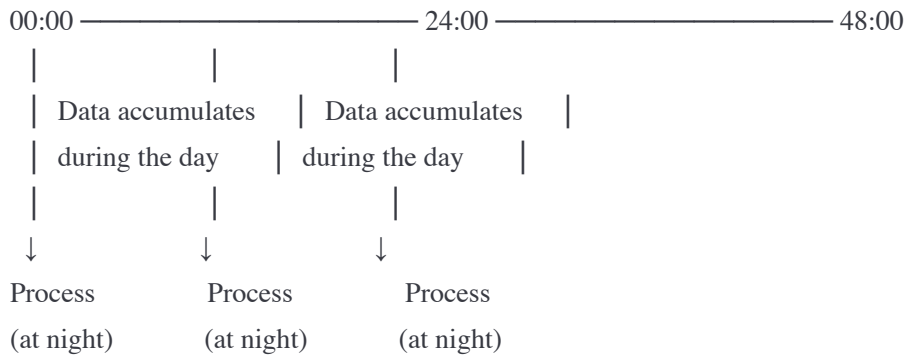 00:00 ──────────────── 24:00 ──────────────── 48:00
| | |
| Data accumulates | Data accumulates |
| during the day | during the day |
| | |
↓ ↓ ↓
Process Process Process
(at night) (at night) (at night)